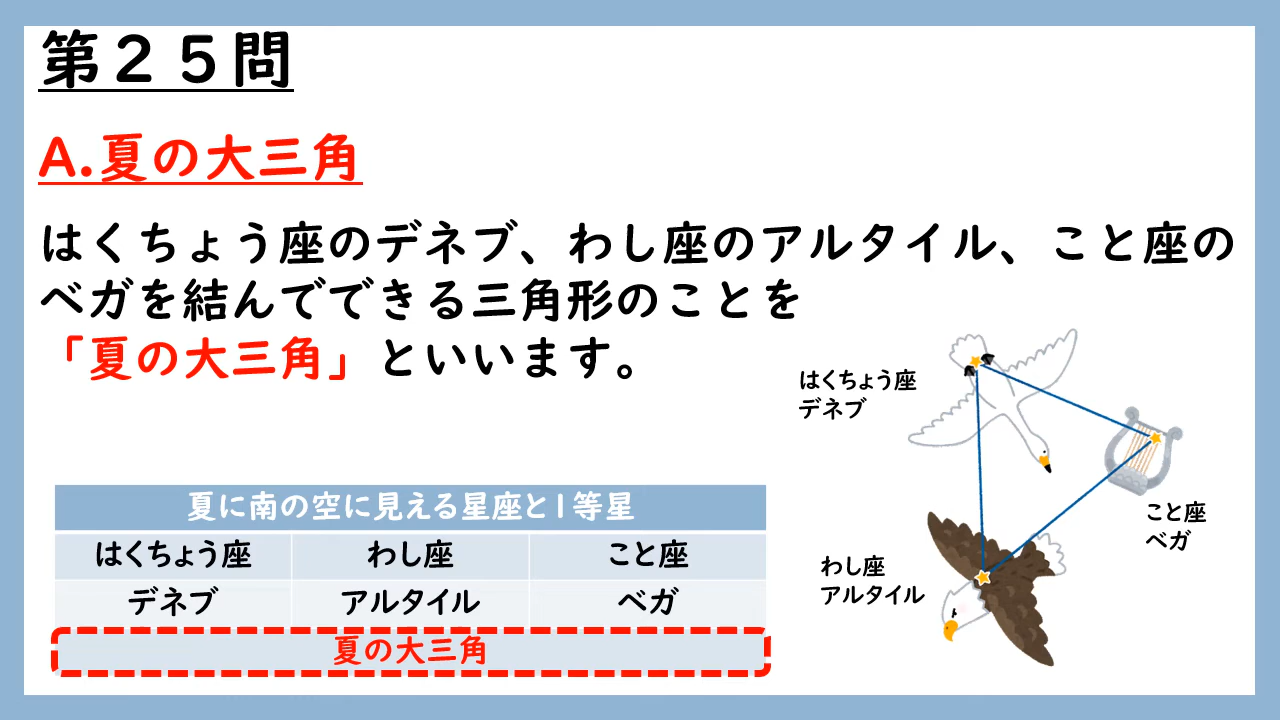 第２５問
A.夏の大三角
はくちょう座のデネブ、わし座のアルタイル、こと座の
ベガを結んでできる三角形のことを
「夏の大三角」といいます。
はくちょう座
デネブ
こと座
ベガ
わし座
アルタイル
夏に南の空に見える星座と1等星
はくちょう座 わし座 こと座
デネブ アルタイル ベガ
夏の大三角